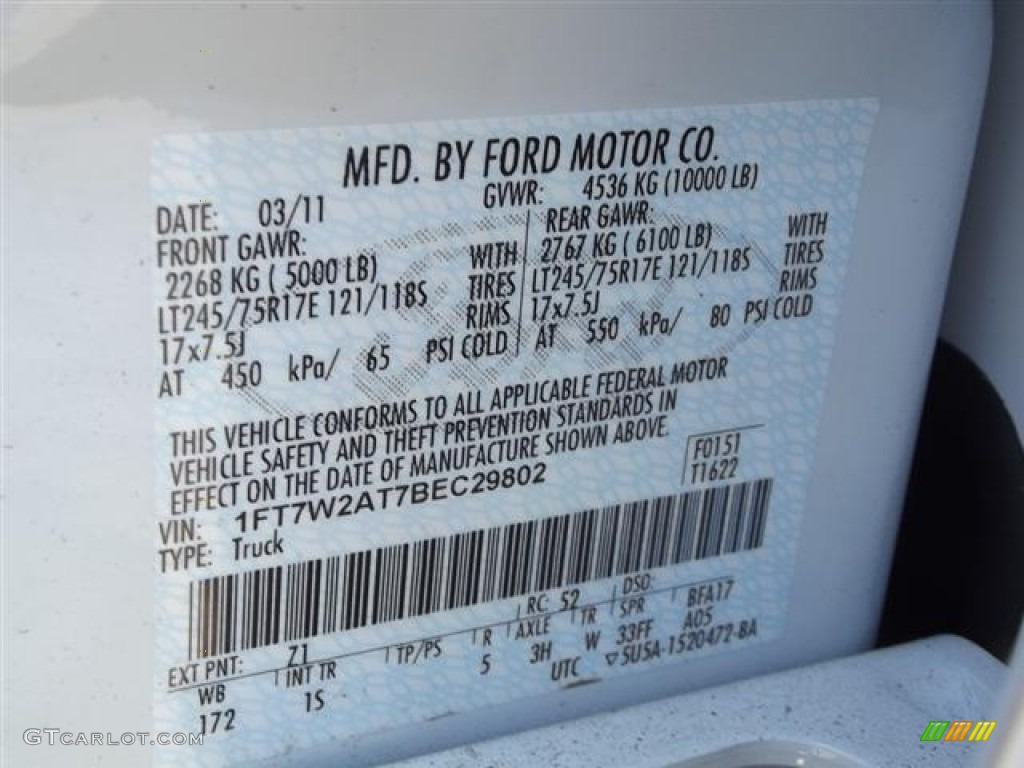 MFD. BY FORD MOTOR CO.
DATE: 03/11 GVWR: 4536 KG (10000 LB)
FRONT GAWR: REAR GAWR:
2268 KG ( 5000 LB) WITH 2767 KG ( 6100 LB) WITH
LT245/75R17E 121/118S TIRES LT245/75R17E 121/118S TIRES
17x7.5J RIMS 17x7.5J RIMS
AT 450 kPa/ 65 PSI COLD AT 550 kPa/ 80 PSI COLD
THIS VEHICLE CONFORMS TO ALL APPLICABLE FEDERAL MOTOR
VEHICLE SAFETY AND THEFT PREVENTION STANDARDS IN
EFFECT ON THE DATE OF MANUFACTURE SHOWN ABOVE.
F0151
T1622
VIN: 1FT7W2AT7BEC29802
TYPE: Truck
EXT PNT: Z1 RC: 52 DSO:
WB INT TR TP/PS R AXLE TR SPR BFA17
172 1S 5 3H W 33FF A05
UTC ▽5U5A-1520472-BA
GTCARLOT.COM